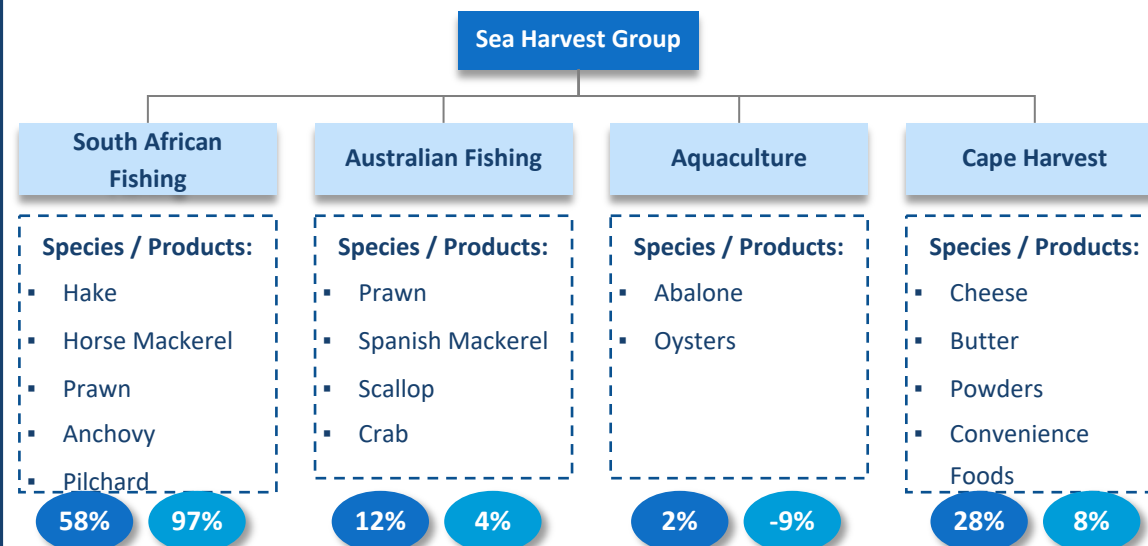 Sea Harvest Group
South African
Fishing
Species / Products:
▪ Hake
▪ Horse Mackerel
▪ Prawn
▪ Anchovy
▪ Pilchard
58% 97%
Australian Fishing
Species / Products:
▪ Prawn
▪ Spanish Mackerel
▪ Scallop
▪ Crab
12% 4%
Aquaculture
Species / Products:
▪ Abalone
▪ Oysters
2% -9%
Cape Harvest
Species / Products:
▪ Cheese
▪ Butter
▪ Powders
▪ Convenience
Foods
28% 8%